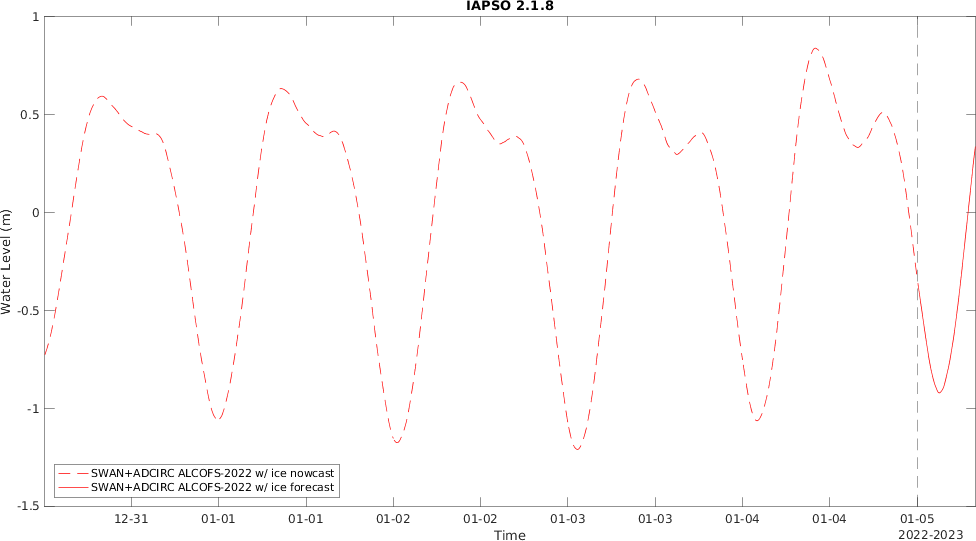 IAPSO 2.1.8
1
0.5
0
-0.5
-1
-1.5
Water Level (m)
SWAN+ADCIRC ALCOFS-2022 w/ ice nowcast
SWAN+ADCIRC ALCOFS-2022 w/ ice forecast
12-31 01-01 01-01 01-02 01-02 01-03 01-03 01-04 01-04 01-05
Time
2022-2023